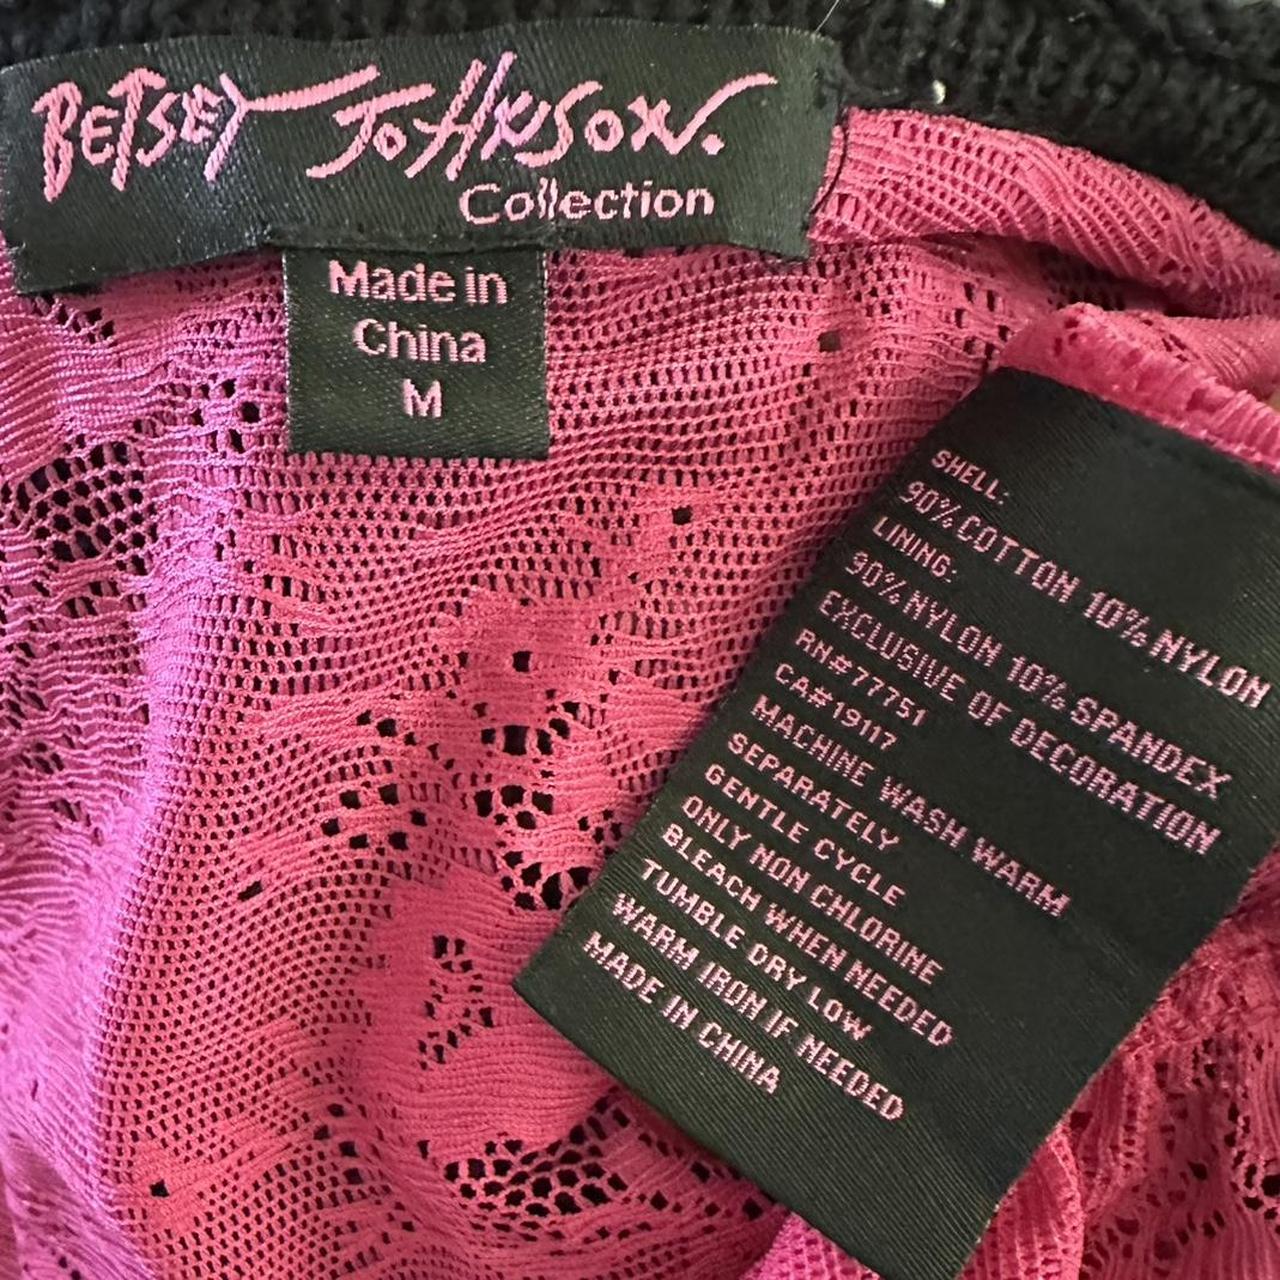 BETSEY JOHNSON.
Collection
Made in
China
M
SHELL:
90% COTTON 10% NYLON
LINING:
90% NYLON 10% SPANDEX
EXCLUSIVE OF DECORATION
RN#77751
CA#19117
MACHINE WASH WARM
SEPARATELY
GENTLE CYCLE
ONLY NON CHLORINE
BLEACH WHEN NEEDED
TUMBLE DRY LOW
WARM IRON IF NEEDED
MADE IN CHINA